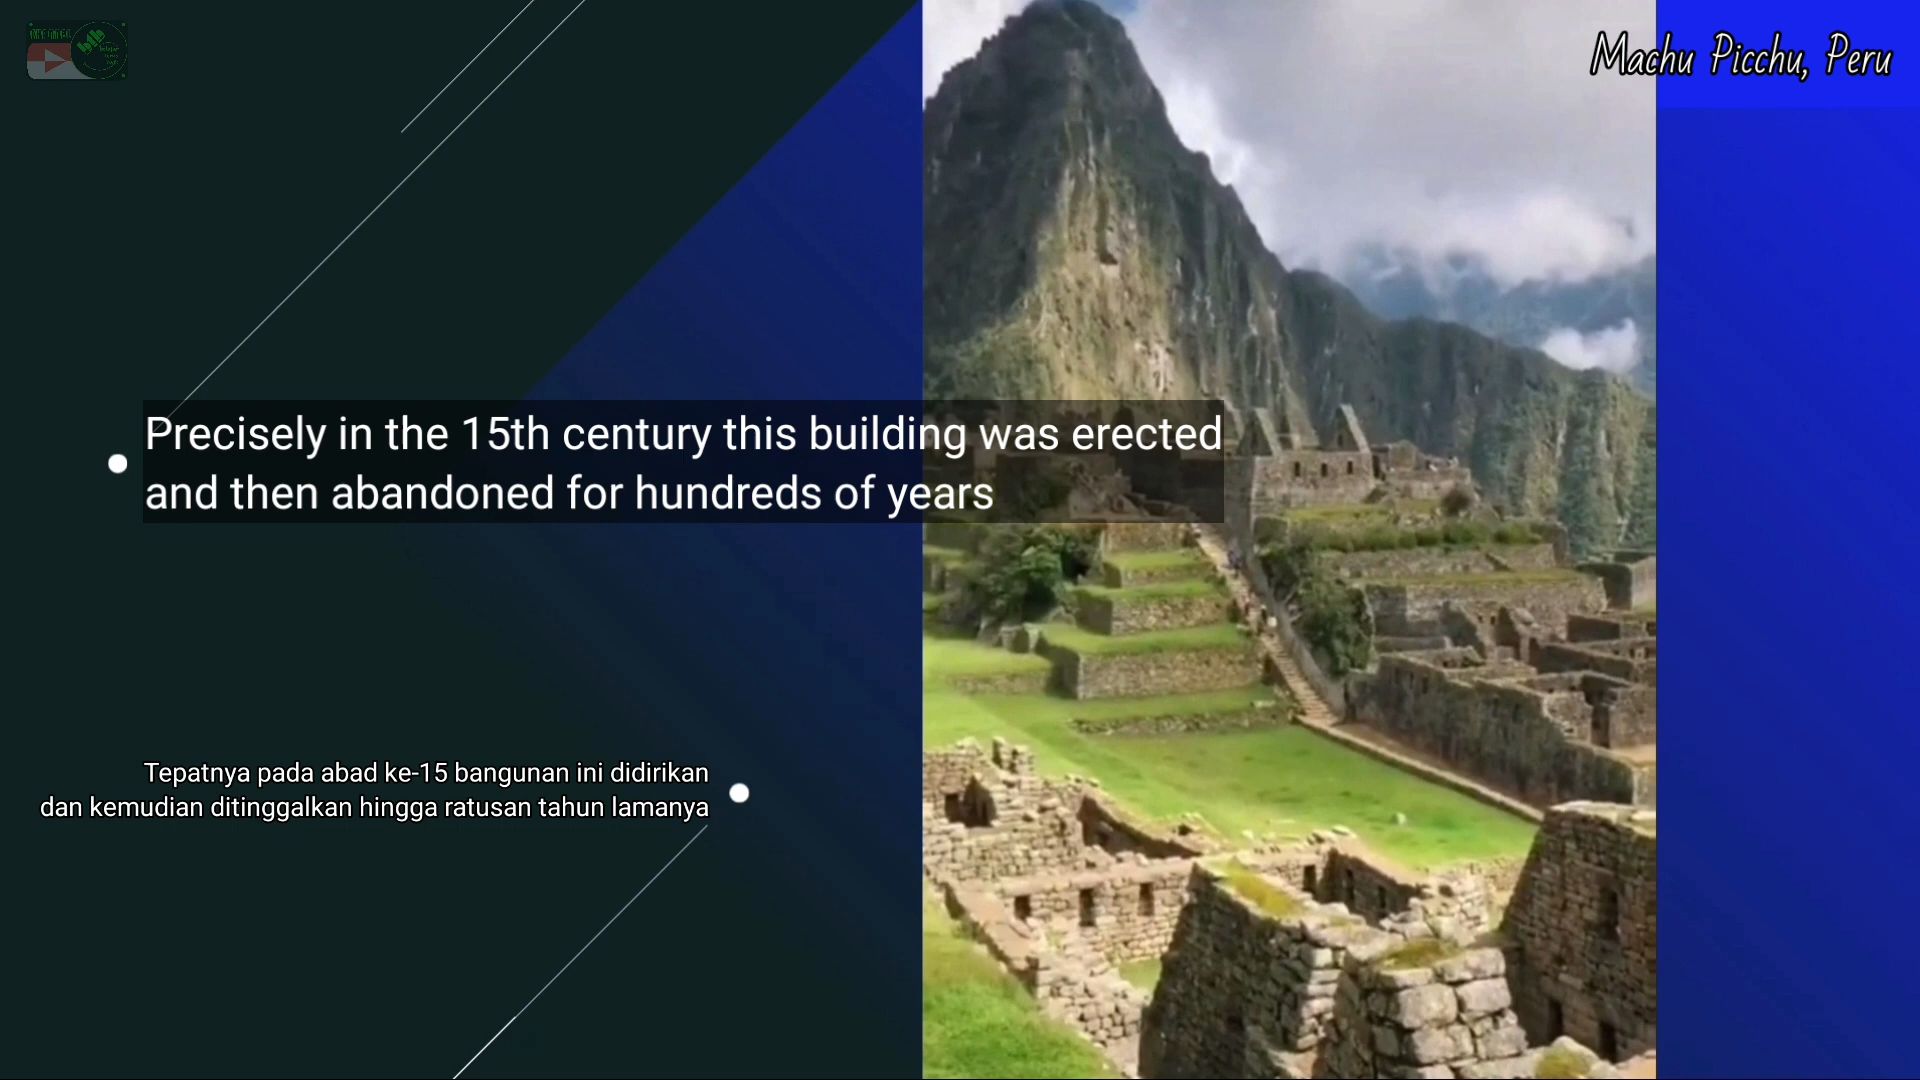 Machu Picchu, Peru
Precisely in the 15th century this building was erected
and then abandoned for hundreds of years
Tepatnya pada abad ke-15 bangunan ini didirikan
dan kemudian ditinggalkan hingga ratusan tahun lamanya